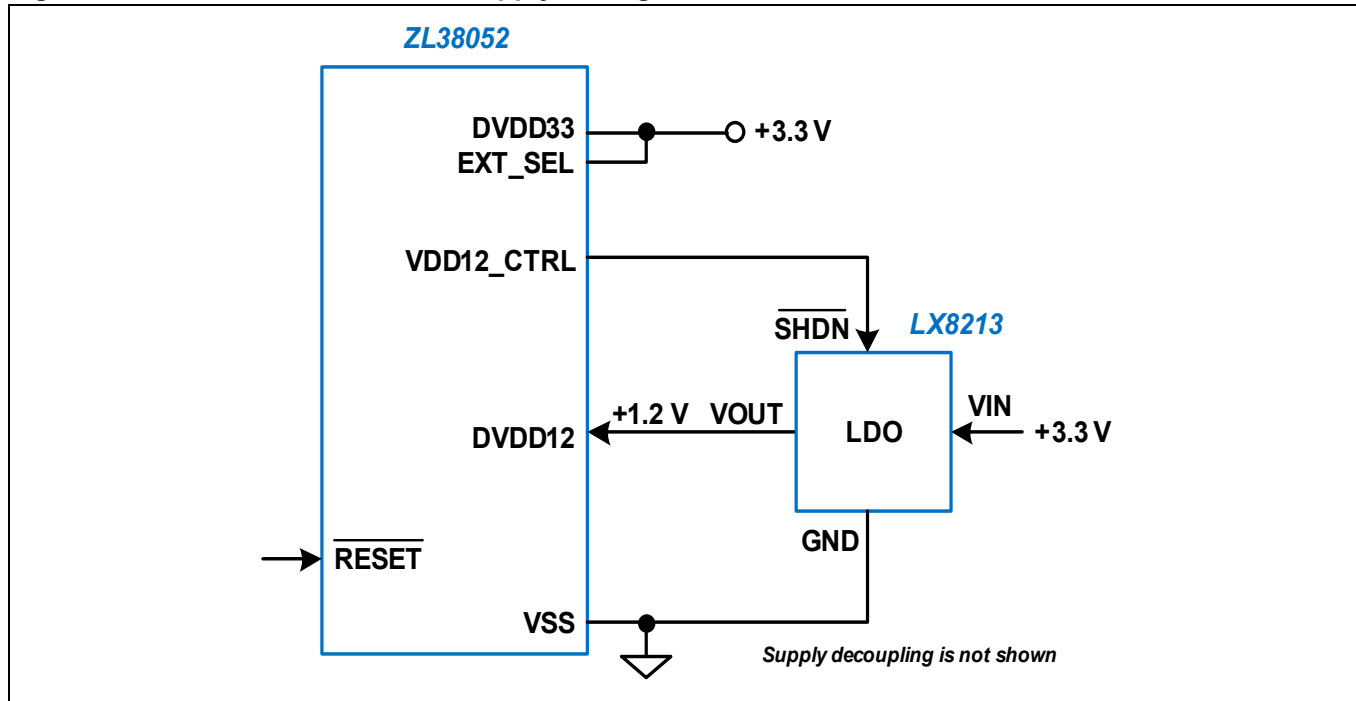 ZL38052
DVDD33
+3.3 V
EXT_SEL
VDD12_CTRL
SHDN
LX8213
+1.2 V VOUT
VIN
DVDD12
LDO
+3.3 V
GND
RESET
VSS
Supply decoupling is not shown